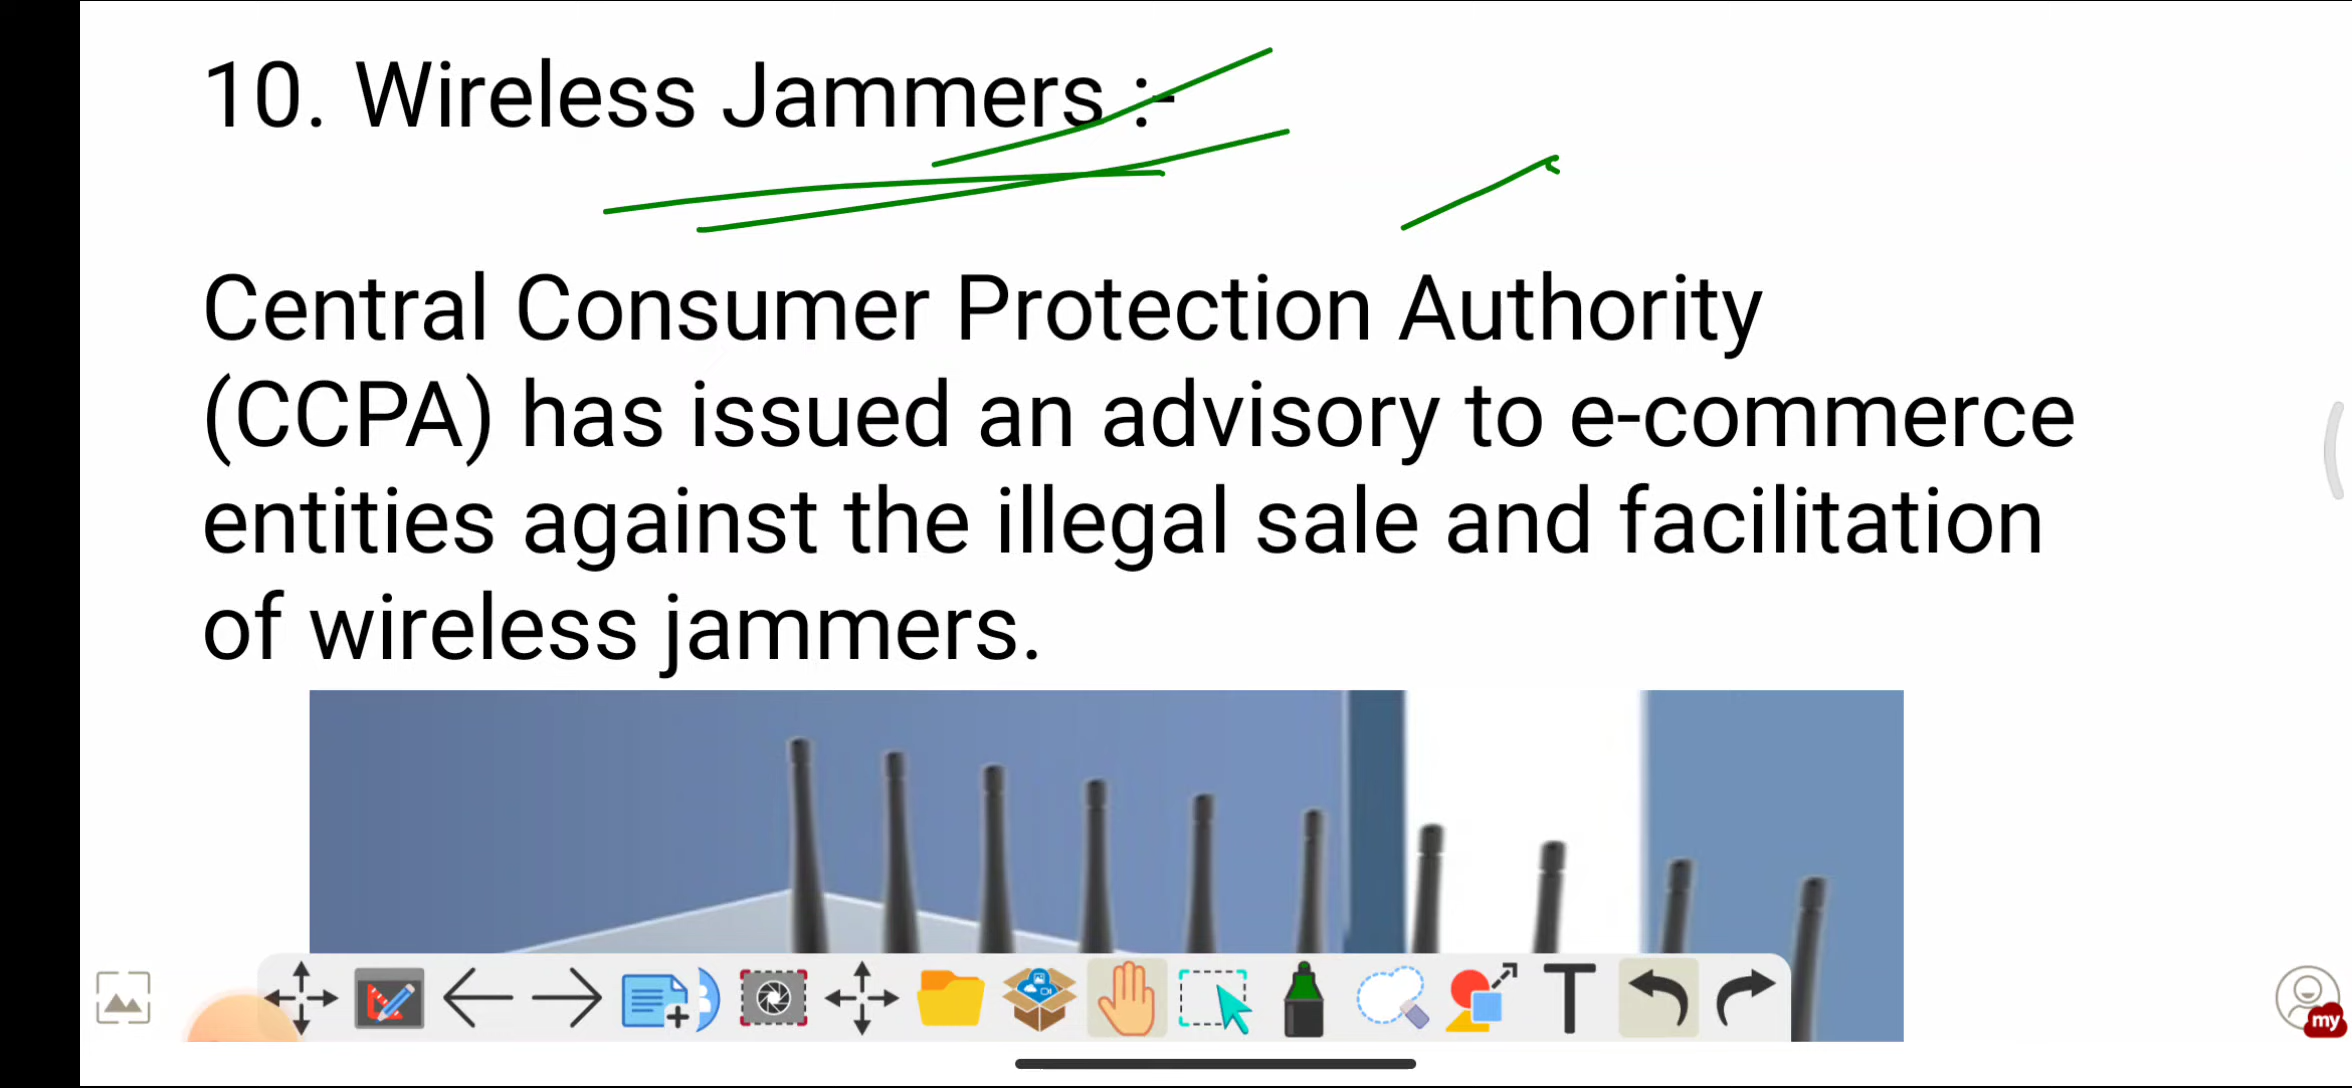 10. Wireless Jammers :-
Central Consumer Protection Authority
(CCPA) has issued an advisory to e-commerce
entities against the illegal sale and facilitation
of wireless jammers.
T
my